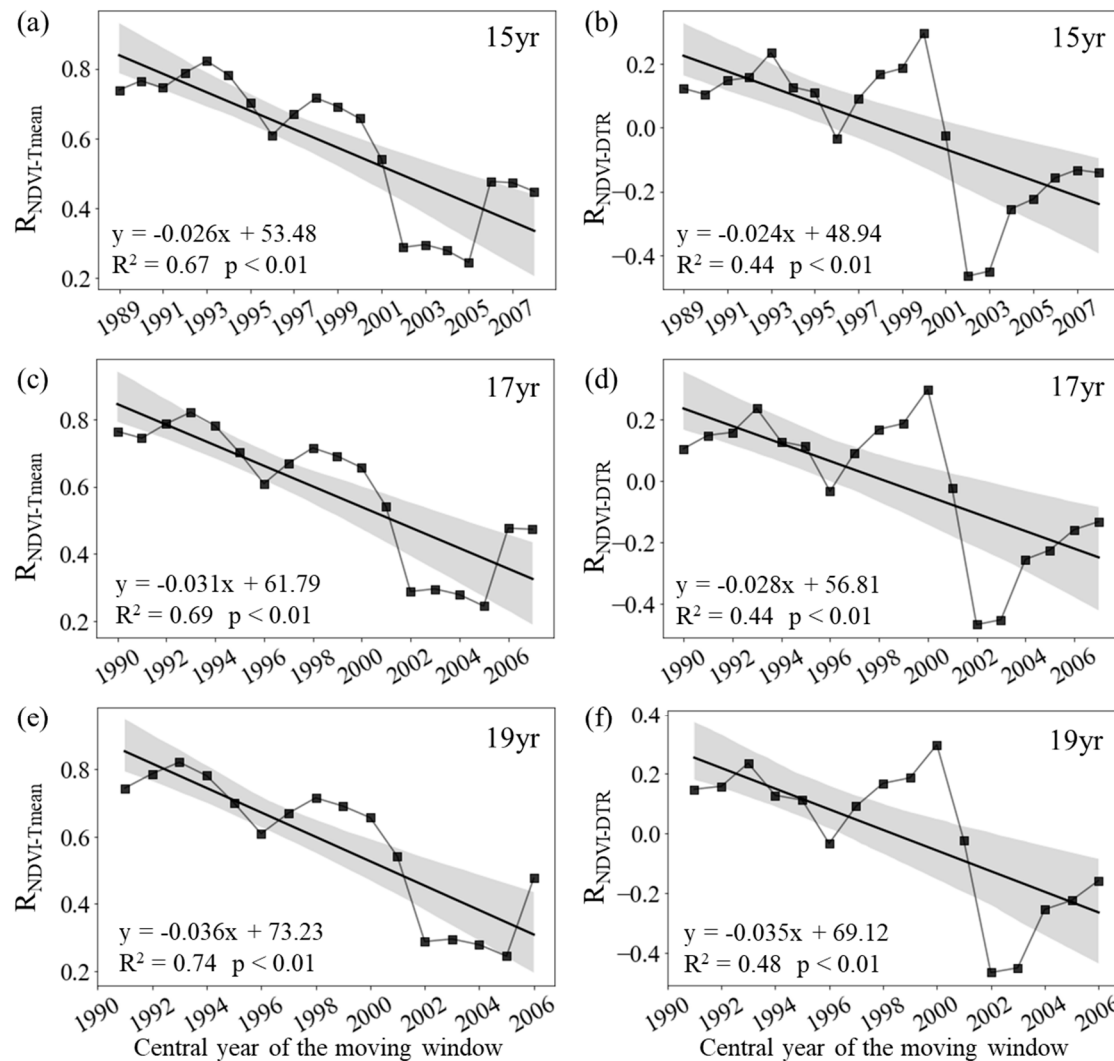 (a)
15yr
0.8
0.6
0.4
0.2
R_NDVI-Tmean
y = -0.026x + 53.48
R² = 0.67 p < 0.01
1989 1991 1993 1995 1997 1999 2001 2003 2005 2007
(b)
15yr
0.2
0.0
−0.2
−0.4
R_NDVI-DTR
y = -0.024x + 48.94
R² = 0.44 p < 0.01
1989 1991 1993 1995 1997 1999 2001 2003 2005 2007
(c)
17yr
0.8
0.6
0.4
0.2
R_NDVI-Tmean
y = -0.031x + 61.79
R² = 0.69 p < 0.01
1990 1992 1994 1996 1998 2000 2002 2004 2006
(d)
17yr
0.2
0.0
−0.2
−0.4
R_NDVI-DTR
y = -0.028x + 56.81
R² = 0.44 p < 0.01
1990 1992 1994 1996 1998 2000 2002 2004 2006
(e)
19yr
0.8
0.6
0.4
0.2
R_NDVI-Tmean
y = -0.036x + 73.23
R² = 0.74 p < 0.01
1990 1992 1994 1996 1998 2000 2002 2004 2006
Central year of the moving window
(f)
19yr
0.4
0.2
0.0
−0.2
−0.4
R_NDVI-DTR
y = -0.035x + 69.12
R² = 0.48 p < 0.01
1990 1992 1994 1996 1998 2000 2002 2004 2006
Central year of the moving window